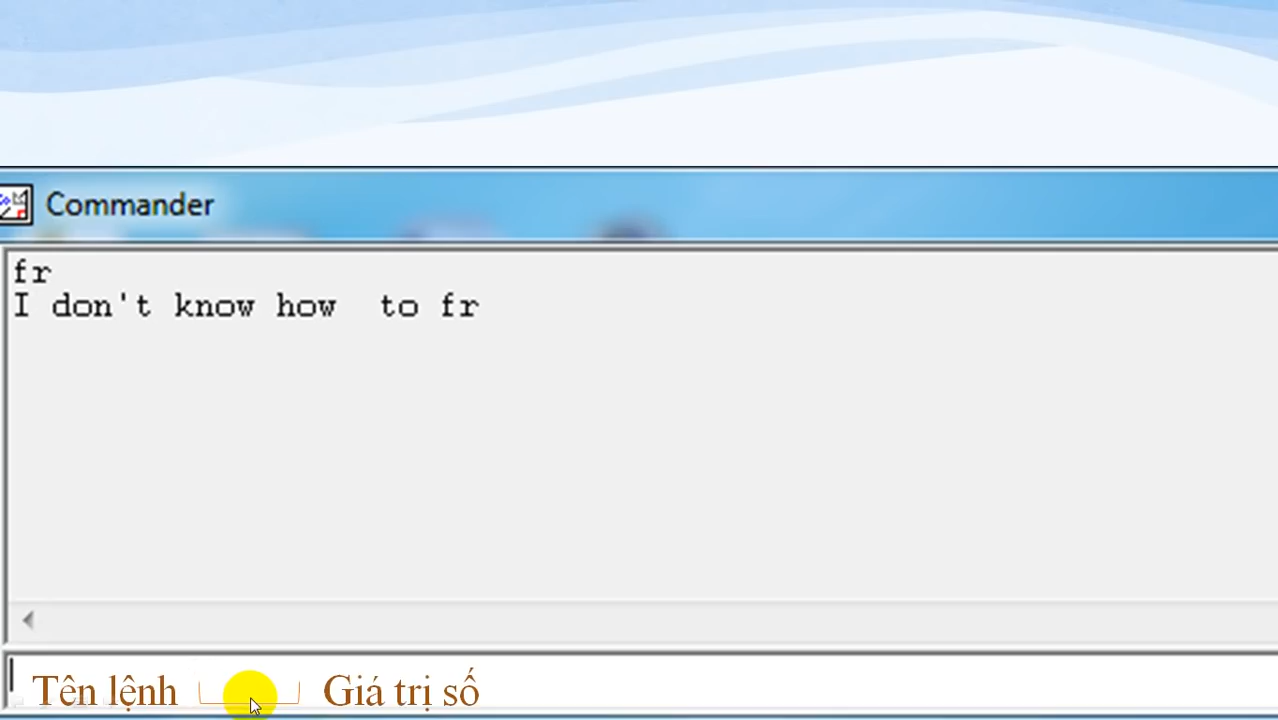 Commander
fr
I don't know how  to fr
Tên lệnh Giá trị số